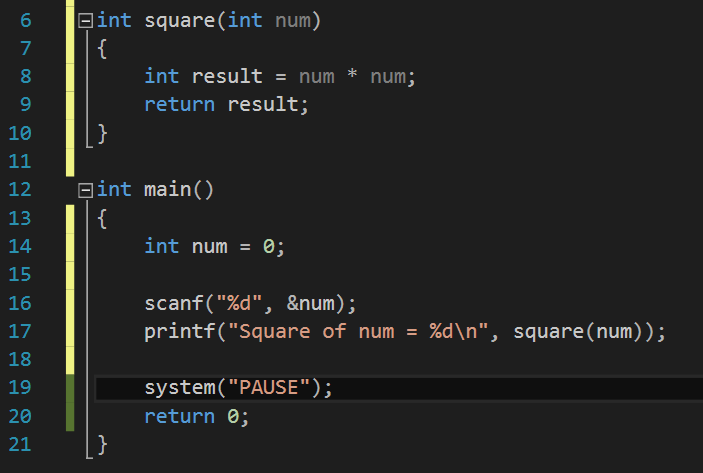 6 int square(int num)
7 {
8 int result = num * num;
9 return result;
10 }
11
12 int main()
13 {
14 int num = 0;
15
16 scanf("%d", &num);
17 printf("Square of num = %d\n", square(num));
18
19 system("PAUSE");
20 return 0;
21 }